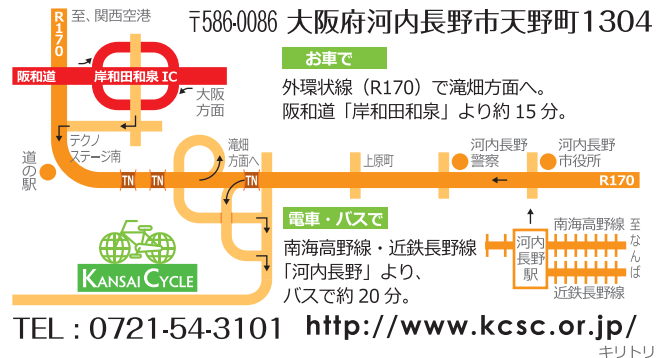 〒586-0086 大阪府河内長野市天野町1304
R170
至、関西空港
阪和道
岸和田和泉IC
大阪
方面
お車で
外環状線（R170）で滝畑方面へ。
阪和道「岸和田和泉」より約15分。
テクノ
ステージ南
道の駅
滝畑
方面へ
上原町
河内長野
警察
河内長野
市役所
TN
TN
TN
R170
電車・バスで
南海高野線・近鉄長野線
「河内長野」より、
バスで約20分。
河内
長野
駅
南海高野線
至なんば
近鉄長野線
KANSAI CYCLE
TEL：0721-54-3101 http://www.kcsc.or.jp/
キリトリ